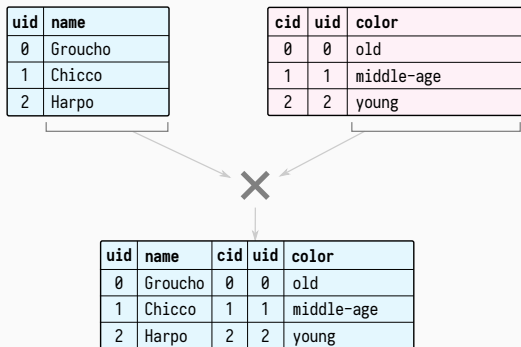 uid name
0 Groucho
1 Chicco
2 Harpo
cid uid color
0 0 old
1 1 middle-age
2 2 young
uid name cid uid color
0 Groucho 0 0 old
1 Chicco 1 1 middle-age
2 Harpo 2 2 young